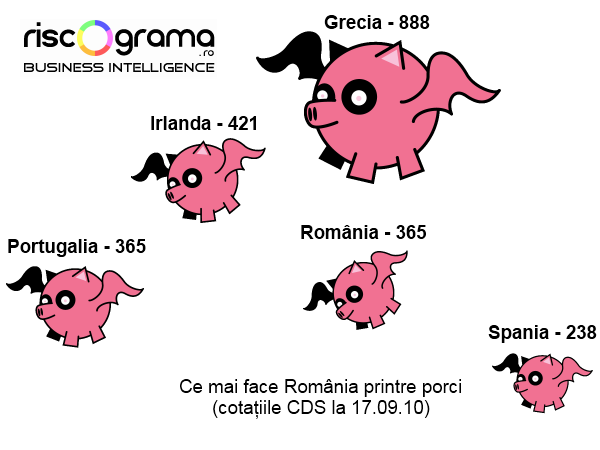 riscograma
.ro
BUSINESS INTELLIGENCE
Grecia - 888
Irlanda - 421
România - 365
Portugalia - 365
Spania - 238
Ce mai face România printre porci
(cotațiile CDS la 17.09.10)